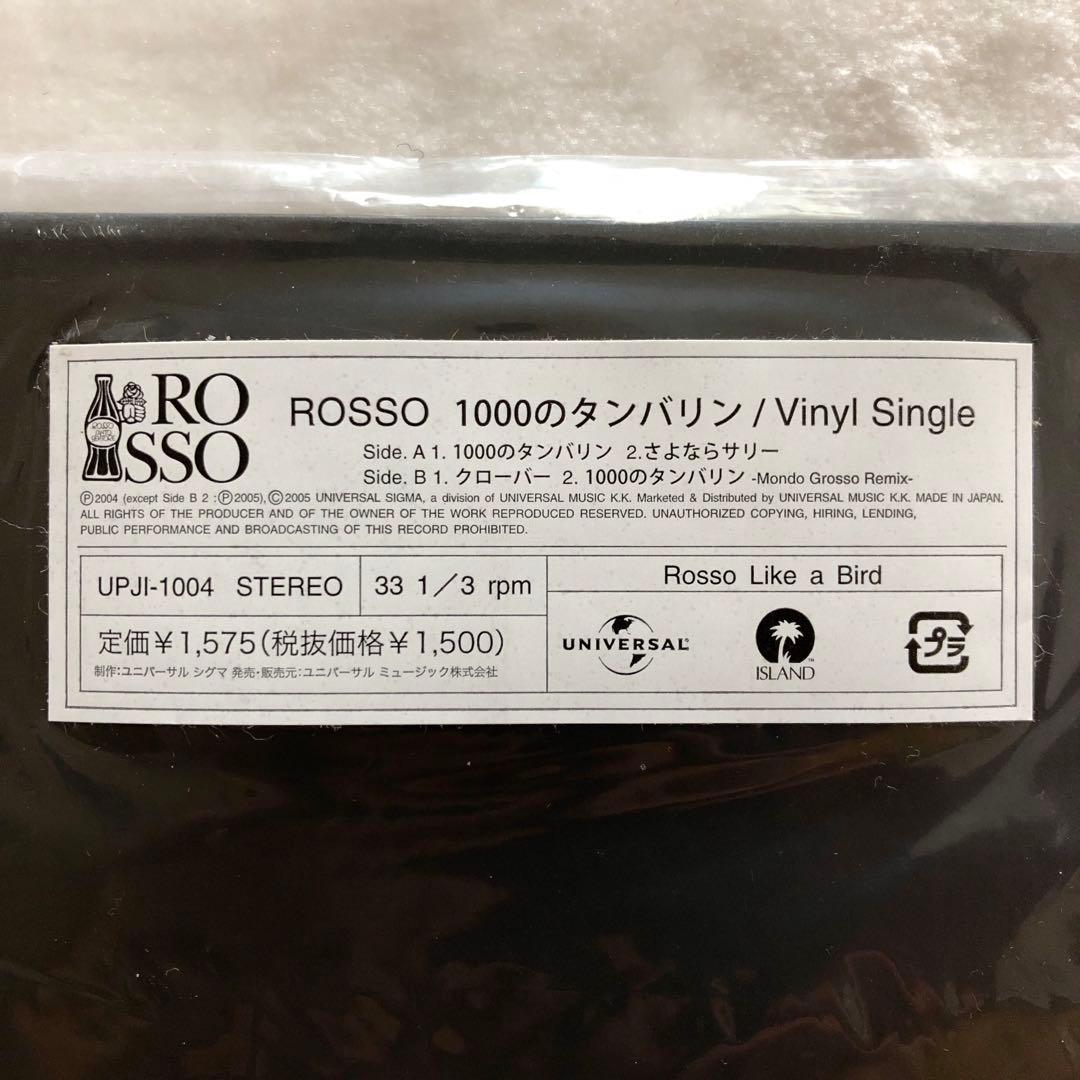 RO
SSO
ROSSO 1000のタンバリン / Vinyl Single
Side. A 1. 1000のタンバリン 2.さよならサリー
Side. B 1. クローバー 2. 1000のタンバリン -Mondo Grosso Remix-
Ⓟ2004 (except Side B 2 :Ⓟ2005),Ⓒ2005 UNIVERSAL SIGMA, a division of UNIVERSAL MUSIC K.K. Marketed & Distributed by UNIVERSAL MUSIC K.K. MADE IN JAPAN.
ALL RIGHTS OF THE PRODUCER AND OF THE OWNER OF THE WORK REPRODUCED RESERVED. UNAUTHORIZED COPYING, HIRING, LENDING,
PUBLIC PERFORMANCE AND BROADCASTING OF THIS RECORD PROHIBITED.
UPJI-1004 STEREO
33 1／3 rpm
Rosso Like a Bird
定価￥1,575(税抜価格￥1,500)
制作:ユニバーサル シグマ 発売・販売元:ユニバーサル ミュージック株式会社
UNIVERSAL
ISLAND
プラ